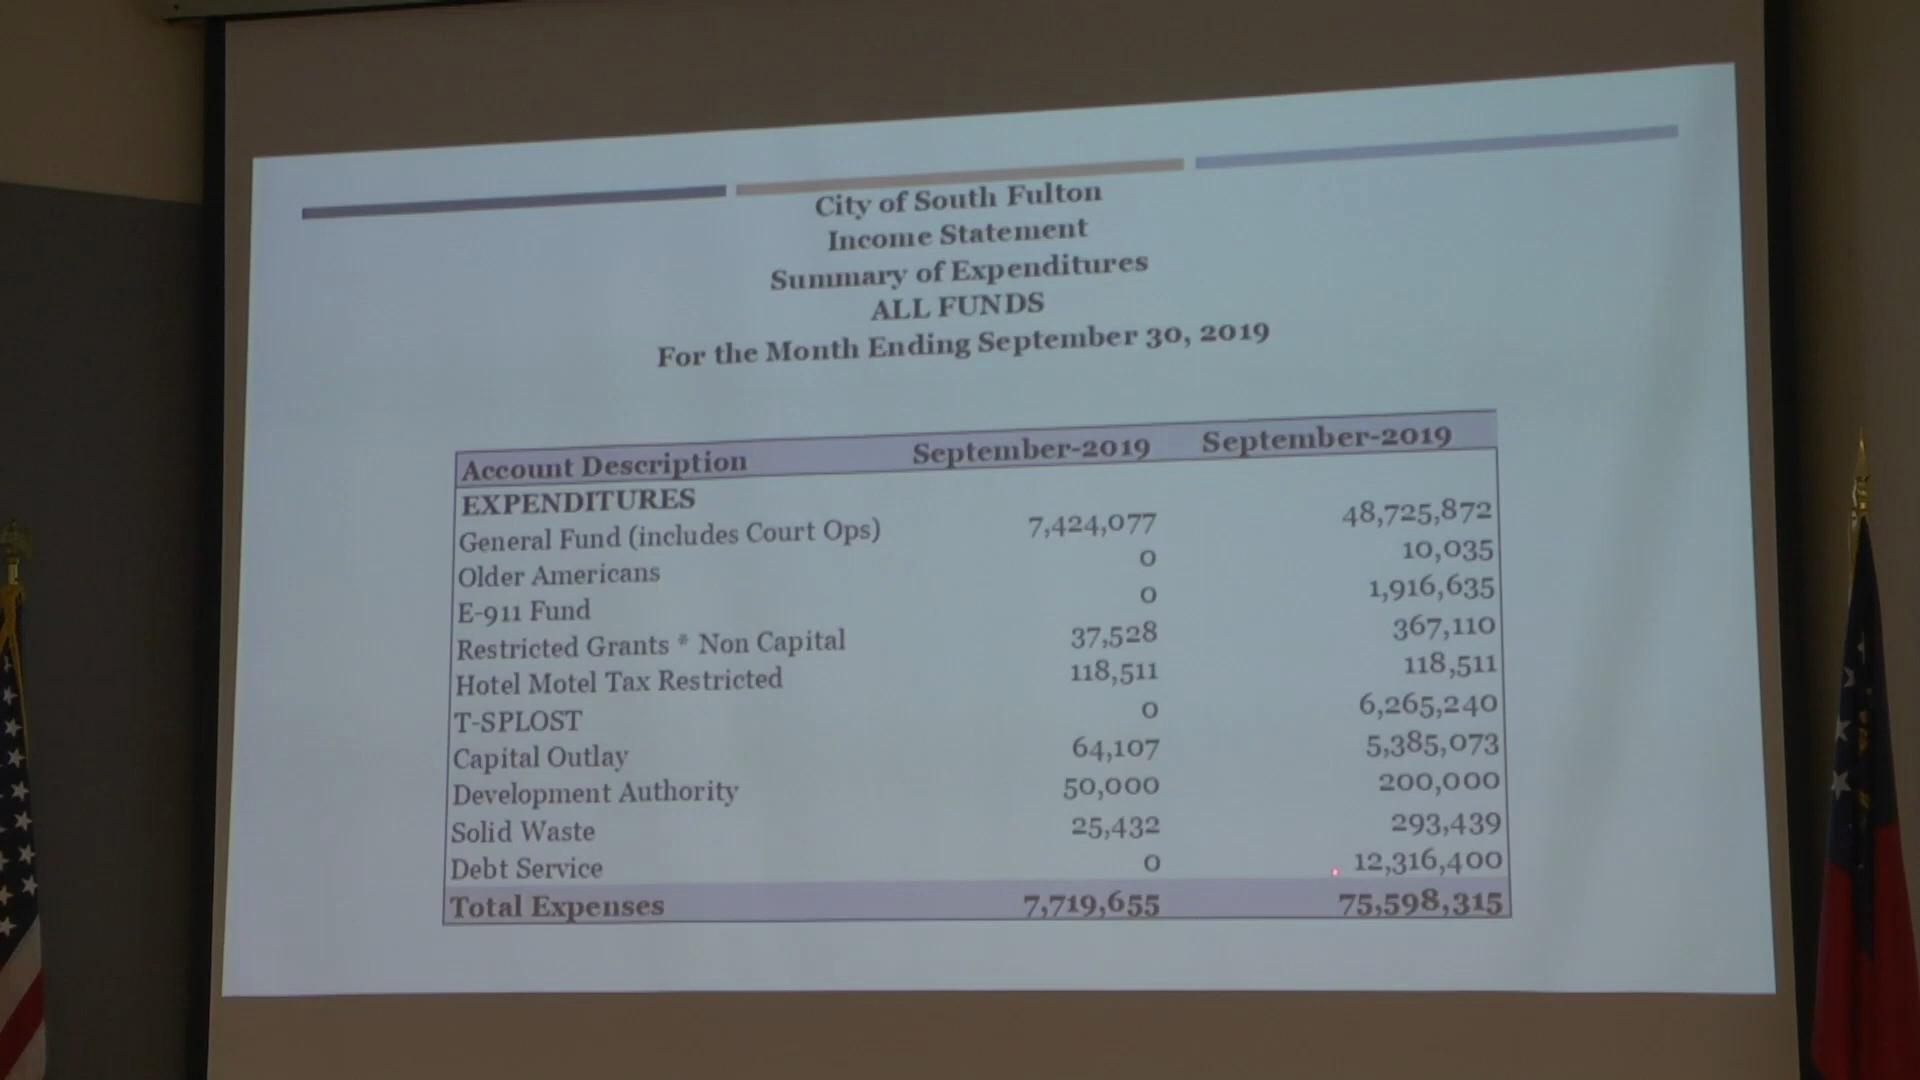 City of South Fulton
Income Statement
Summary of Expenditures
ALL FUNDS
For the Month Ending September 30, 2019
Account Description September-2019 September-2019
EXPENDITURES
General Fund (includes Court Ops) 7,424,077 48,725,872
Older Americans 0 10,035
E-911 Fund 0 1,916,635
Restricted Grants * Non Capital 37,528 367,110
Hotel Motel Tax Restricted 118,511 118,511
T-SPLOST 0 6,265,240
Capital Outlay 64,107 5,385,073
Development Authority 50,000 200,000
Solid Waste 25,432 293,439
Debt Service 0 12,316,400
Total Expenses 7,719,655 75,598,315